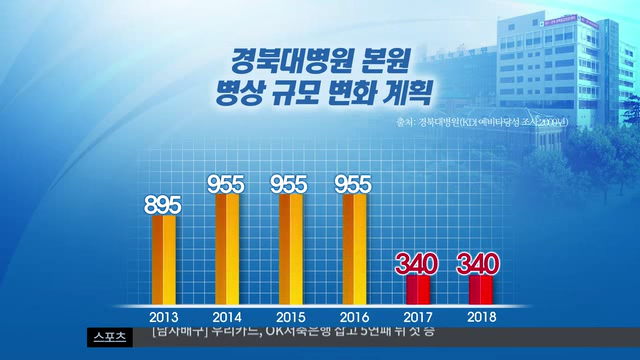 경북대병원 본원
병상 규모 변화 계획
출처: 경북대병원(KDI 예비타당성 조사,2009년)
895 955 955 955 340 340
2013 2014 2015 2016 2017 2018
스포츠 [남자배구] 우리카드, OK저축은행 잡고 5연패 뒤 첫 승